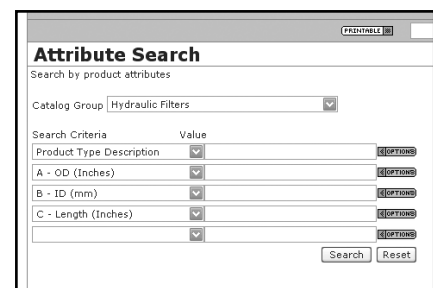 PRINTABLE
Attribute Search
Search by product attributes
Catalog Group Hydraulic Filters
Search Criteria Value
Product Type Description OPTIONS
A - OD (Inches) OPTIONS
B - ID (mm) OPTIONS
C - Length (Inches) OPTIONS
OPTIONS
Search Reset